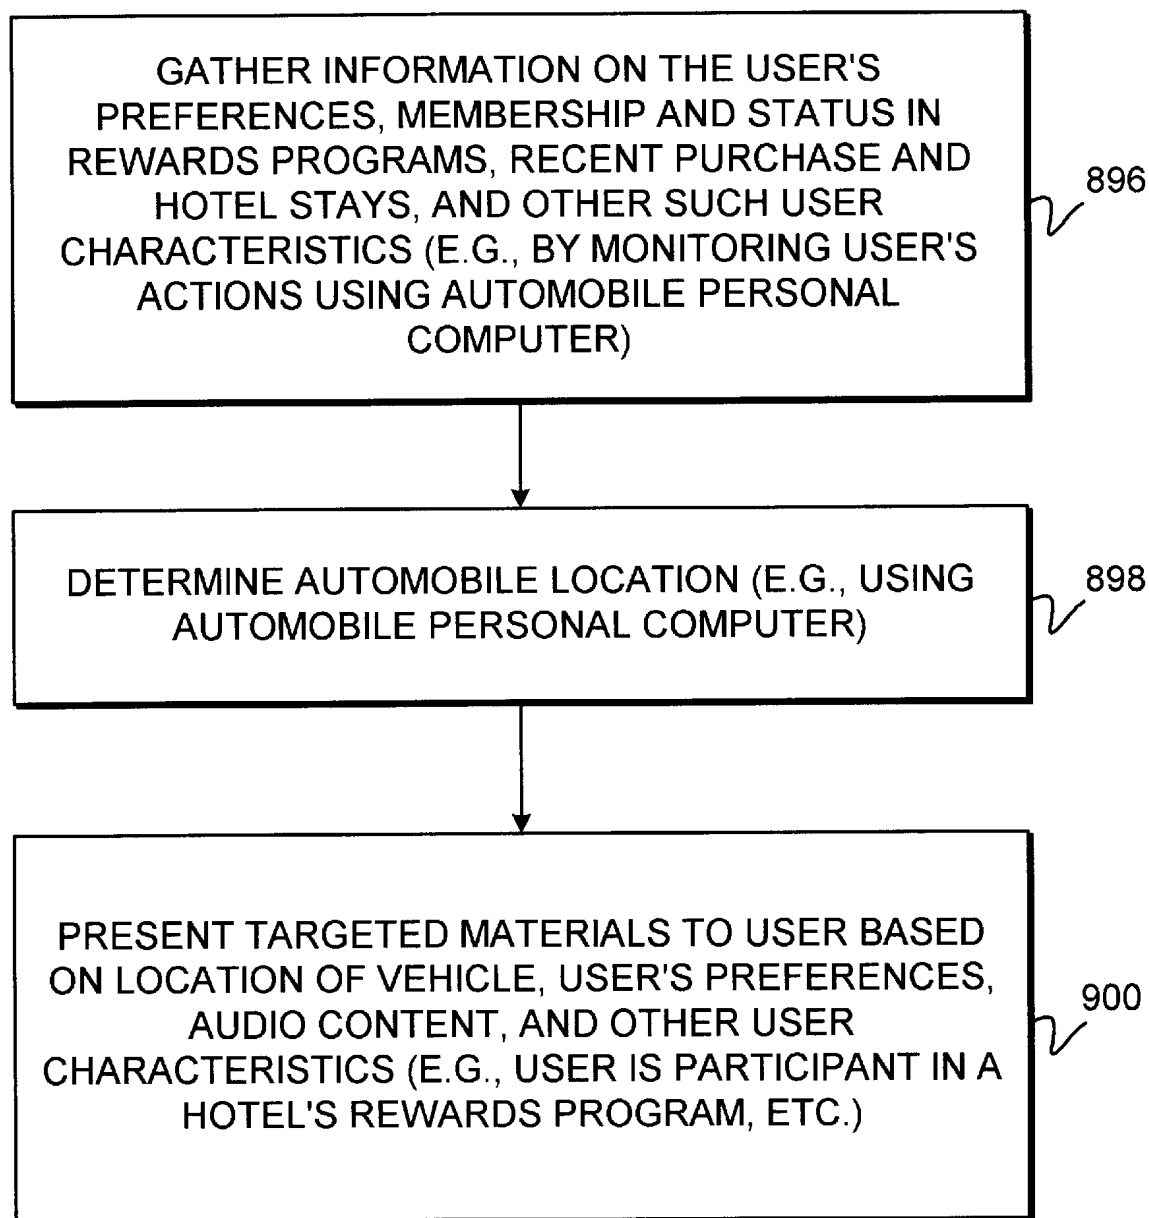 GATHER INFORMATION ON THE USER'S
PREFERENCES, MEMBERSHIP AND STATUS IN
REWARDS PROGRAMS, RECENT PURCHASE AND
HOTEL STAYS, AND OTHER SUCH USER
CHARACTERISTICS (E.G., BY MONITORING USER'S
ACTIONS USING AUTOMOBILE PERSONAL
COMPUTER)
896
DETERMINE AUTOMOBILE LOCATION (E.G., USING
AUTOMOBILE PERSONAL COMPUTER)
898
PRESENT TARGETED MATERIALS TO USER BASED
ON LOCATION OF VEHICLE, USER'S PREFERENCES,
AUDIO CONTENT, AND OTHER USER
CHARACTERISTICS (E.G., USER IS PARTICIPANT IN A
HOTEL'S REWARDS PROGRAM, ETC.)
900